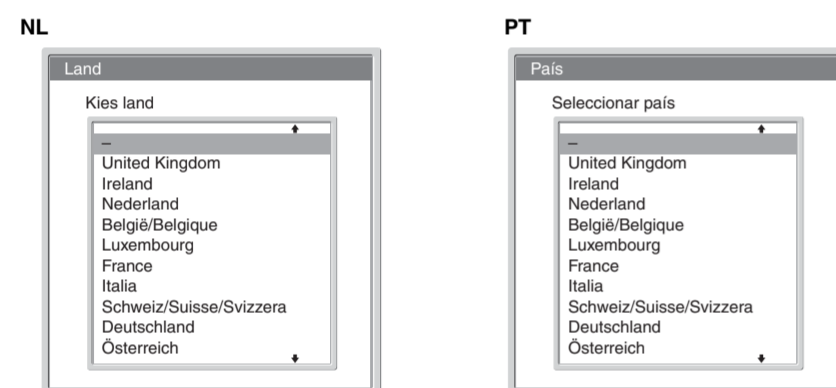 NL
Land
Kies land
–
United Kingdom
Ireland
Nederland
België/Belgique
Luxembourg
France
Italia
Schweiz/Suisse/Svizzera
Deutschland
Österreich
PT
País
Seleccionar país
–
United Kingdom
Ireland
Nederland
België/Belgique
Luxembourg
France
Italia
Schweiz/Suisse/Svizzera
Deutschland
Österreich